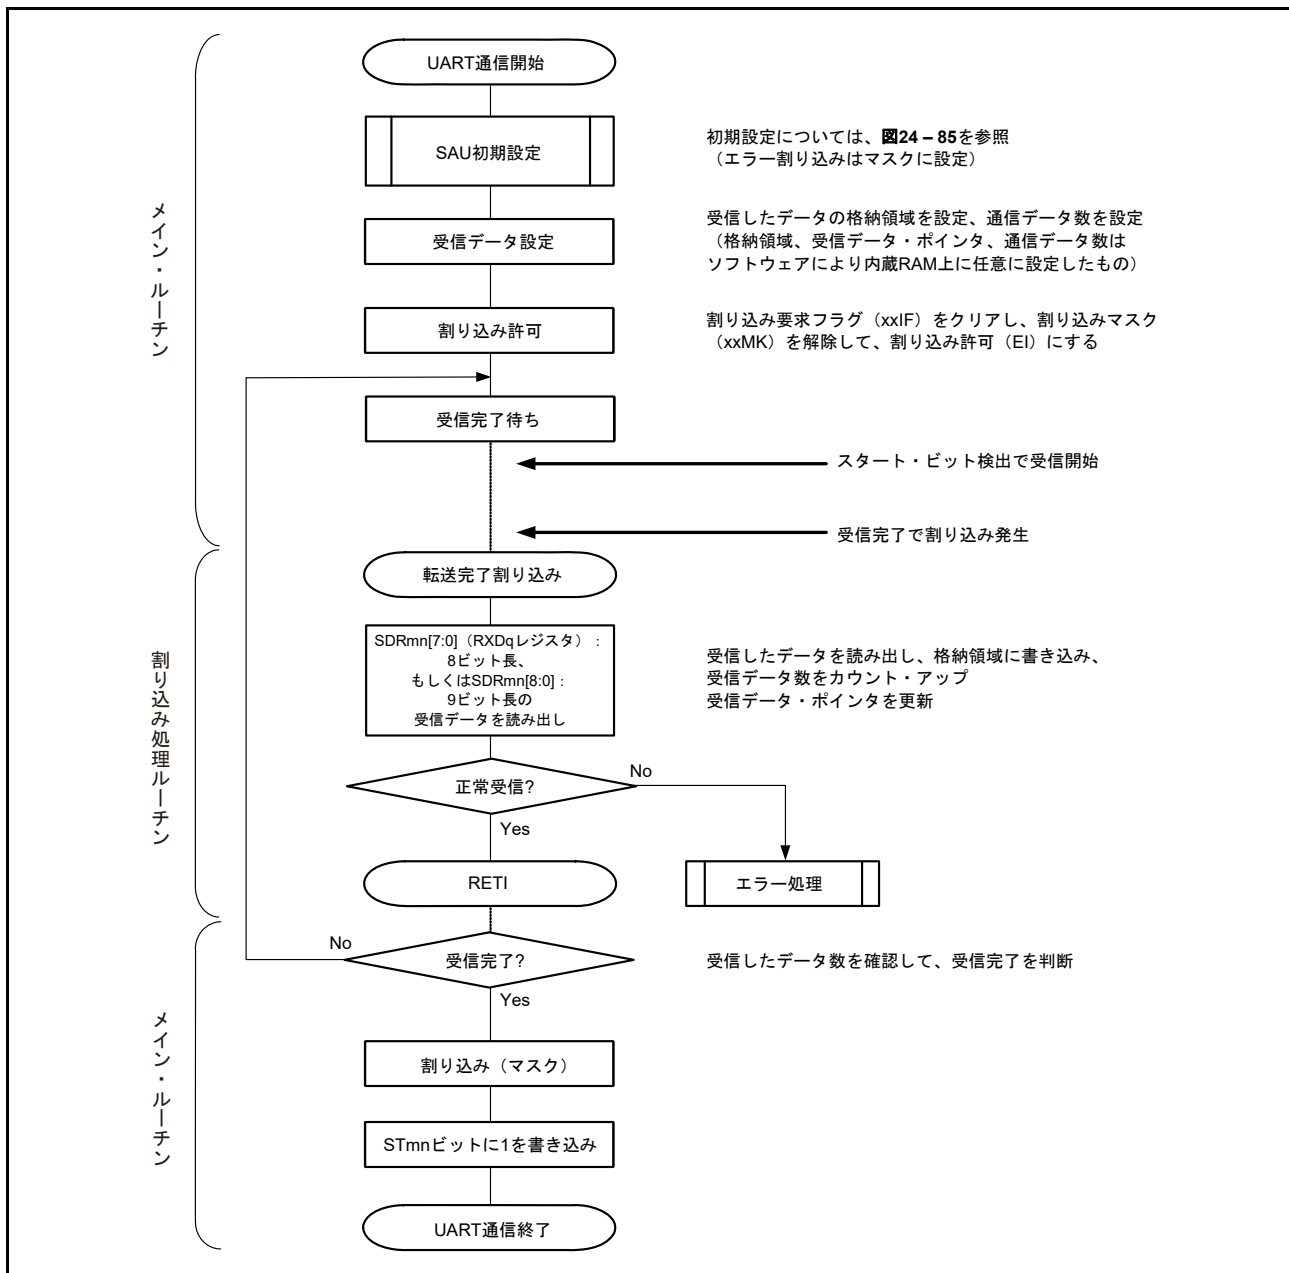 UART通信開始
SAU初期設定
初期設定については、図24 – 85を参照
（エラー割り込みはマスクに設定）
メイン・ルーチン
受信データ設定
受信したデータの格納領域を設定、通信データ数を設定
（格納領域、受信データ・ポインタ、通信データ数は
ソフトウェアにより内蔵RAM上に任意に設定したもの）
割り込み許可
割り込み要求フラグ（xxIF）をクリアし、割り込みマスク
（xxMK）を解除して、割り込み許可（EI）にする
受信完了待ち
スタート・ビット検出で受信開始
受信完了で割り込み発生
転送完了割り込み
割り込み処理ルーチン
SDRmn[7:0]（RXDqレジスタ）:
8ビット長、
もしくはSDRmn[8:0]:
9ビット長の
受信データを読み出し
受信したデータを読み出し、格納領域に書き込み、
受信データ数をカウント・アップ
受信データ・ポインタを更新
正常受信?
No
Yes
RETI
エラー処理
No
受信完了?
受信したデータ数を確認して、受信完了を判断
Yes
メイン・ルーチン
割り込み（マスク）
STmnビットに1を書き込み
UART通信終了